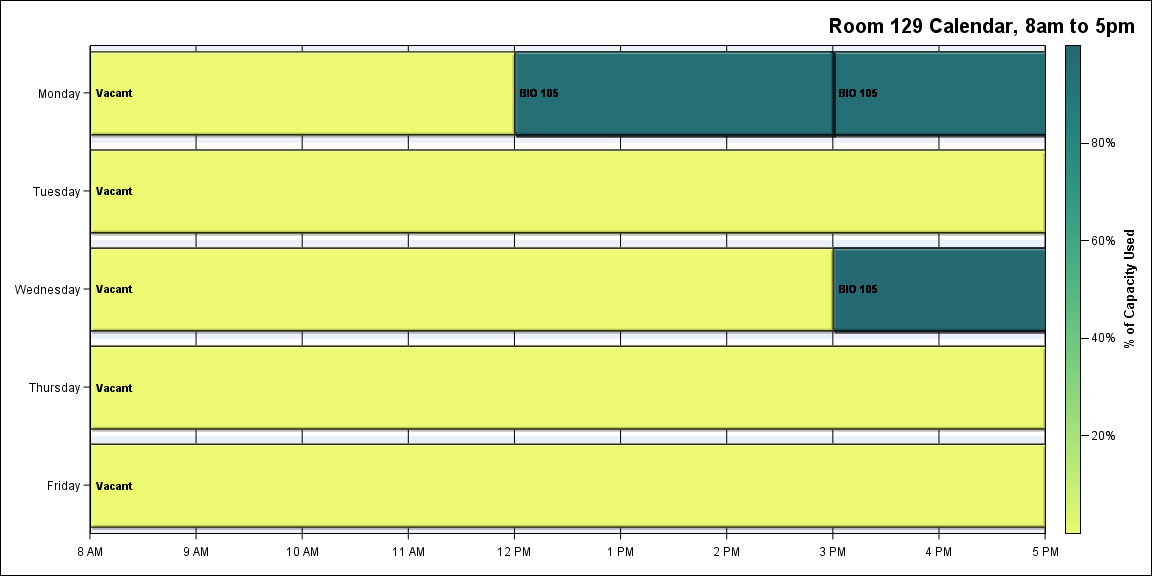 Room 129 Calendar, 8am to 5pm
Monday
Vacant
BIO 105
BIO 105
Tuesday
Vacant
Wednesday
Vacant
BIO 105
Thursday
Vacant
Friday
Vacant
8 AM
9 AM
10 AM
11 AM
12 PM
1 PM
2 PM
3 PM
4 PM
5 PM
80%
60%
40%
20%
% of Capacity Used